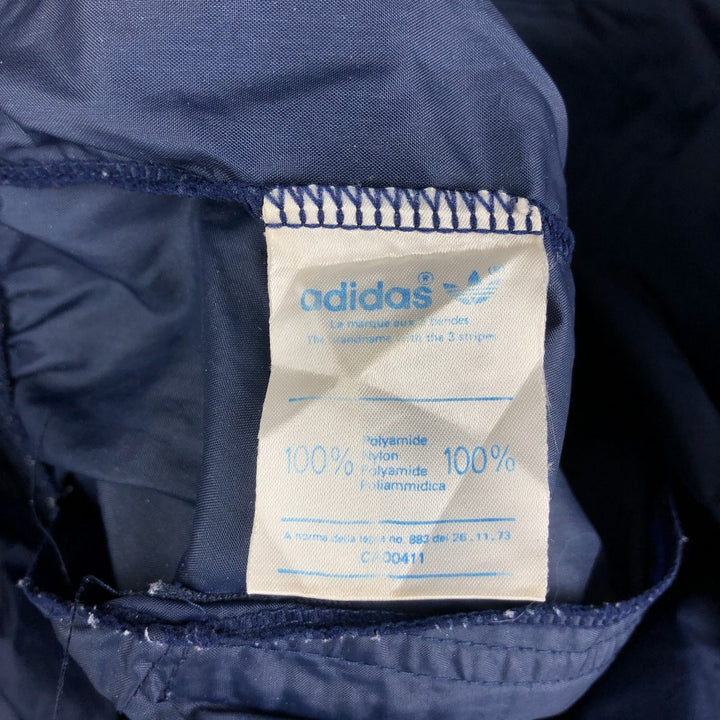 adidas®
La marque aux 3 bandes
The brandname with the 3 stripes
100% Polyamide 100%
Nylon
Polyamide
Poliammidica
A norma della legge no. 883 del 26.11.73
CA00411